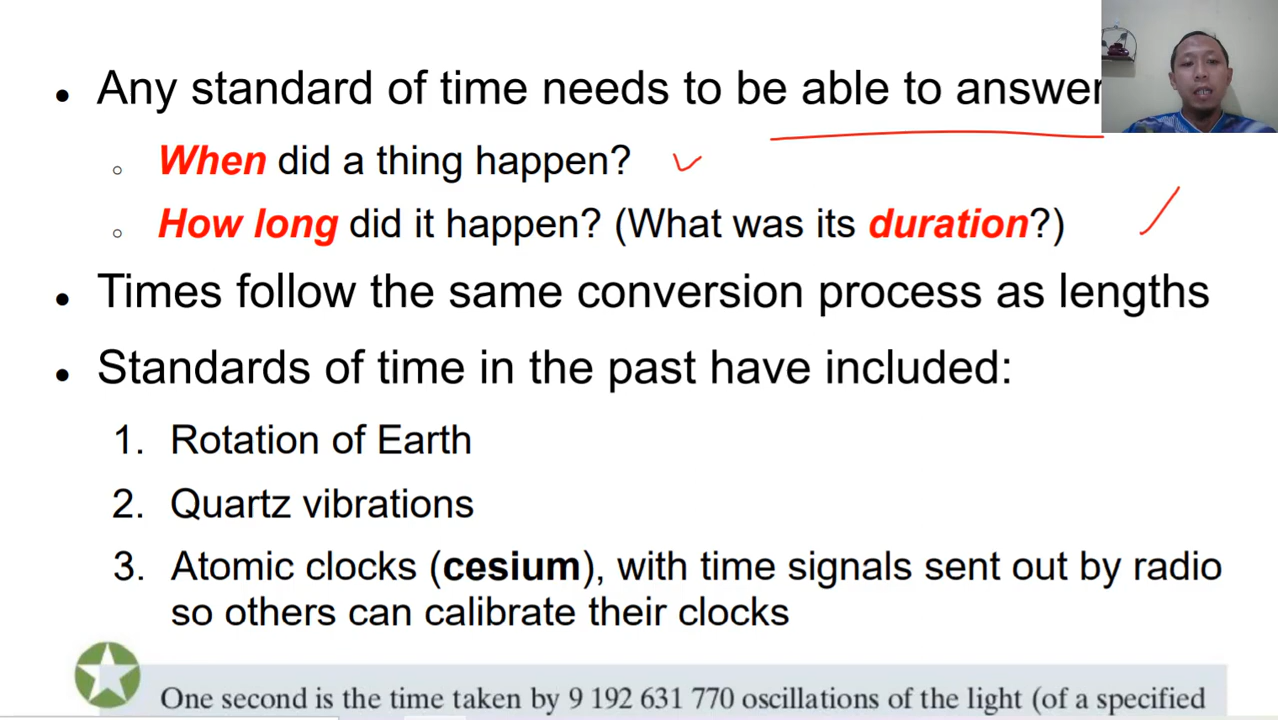 • Any standard of time needs to be able to answer
○ When did a thing happen?
○ How long did it happen? (What was its duration?)
• Times follow the same conversion process as lengths
• Standards of time in the past have included:
1. Rotation of Earth
2. Quartz vibrations
3. Atomic clocks (cesium), with time signals sent out by radio
so others can calibrate their clocks
One second is the time taken by 9 192 631 770 oscillations of the light (of a specified